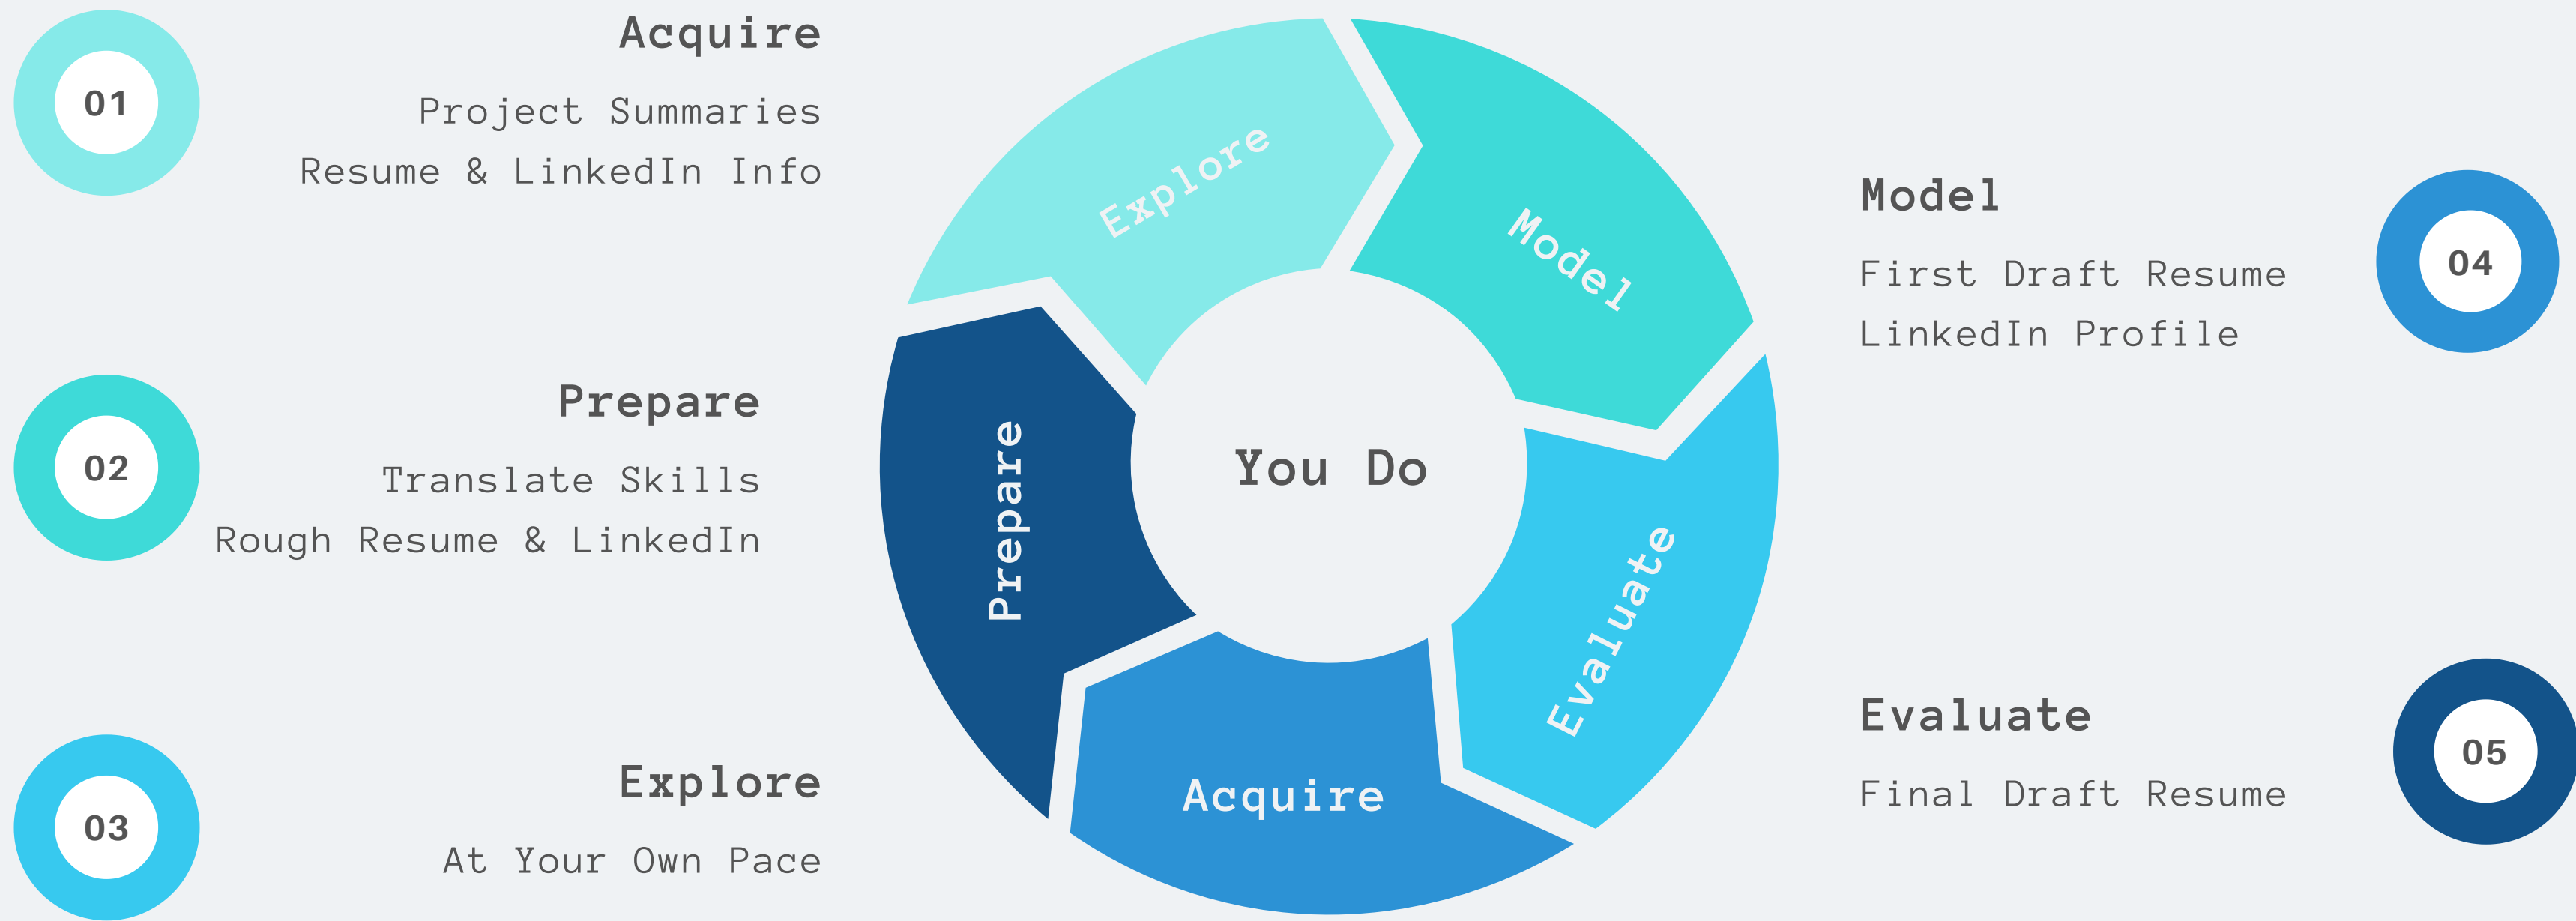 01
Acquire
Project Summaries
Resume & LinkedIn Info
02
Prepare
Translate Skills
Rough Resume & LinkedIn
03
Explore
At Your Own Pace
Explore
Model
Prepare
You Do
Evaluate
Acquire
Model
First Draft Resume
LinkedIn Profile
04
Evaluate
Final Draft Resume
05